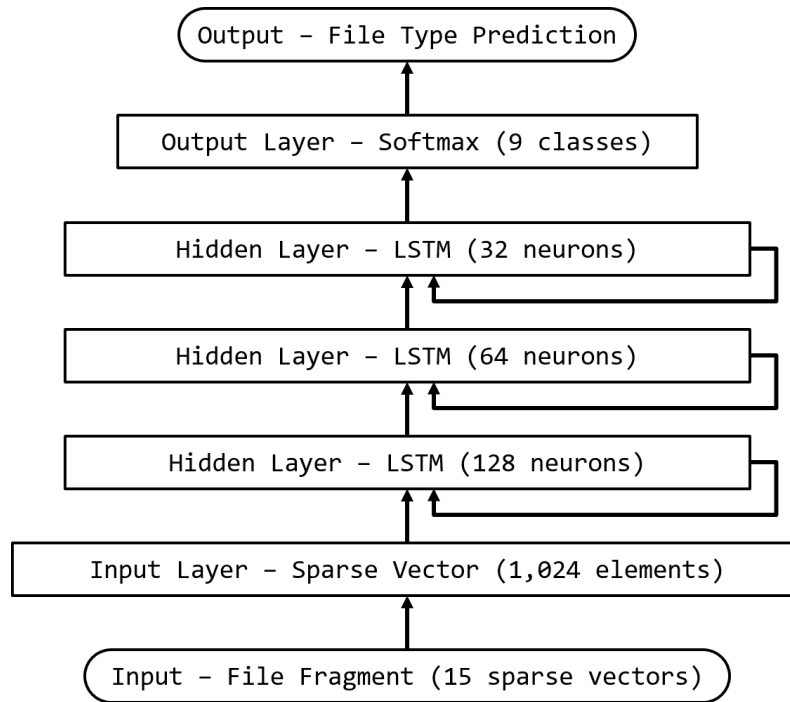 Output – File Type Prediction
Output Layer – Softmax (9 classes)
Hidden Layer – LSTM (32 neurons)
Hidden Layer – LSTM (64 neurons)
Hidden Layer – LSTM (128 neurons)
Input Layer – Sparse Vector (1,024 elements)
Input – File Fragment (15 sparse vectors)